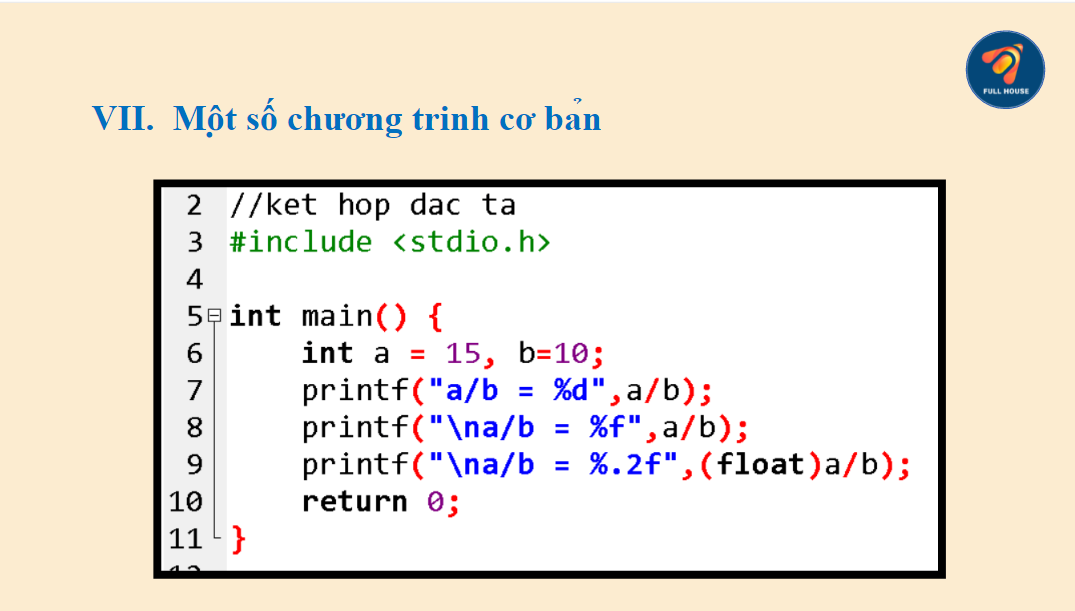 FULL HOUSE
VII. Một số chương trinh cơ bản
2 //ket hop dac ta
3 #include <stdio.h>
4
5 int main() {
6 int a = 15, b=10;
7 printf("a/b = %d",a/b);
8 printf("\na/b = %f",a/b);
9 printf("\na/b = %.2f",(float)a/b);
10 return 0;
11 }